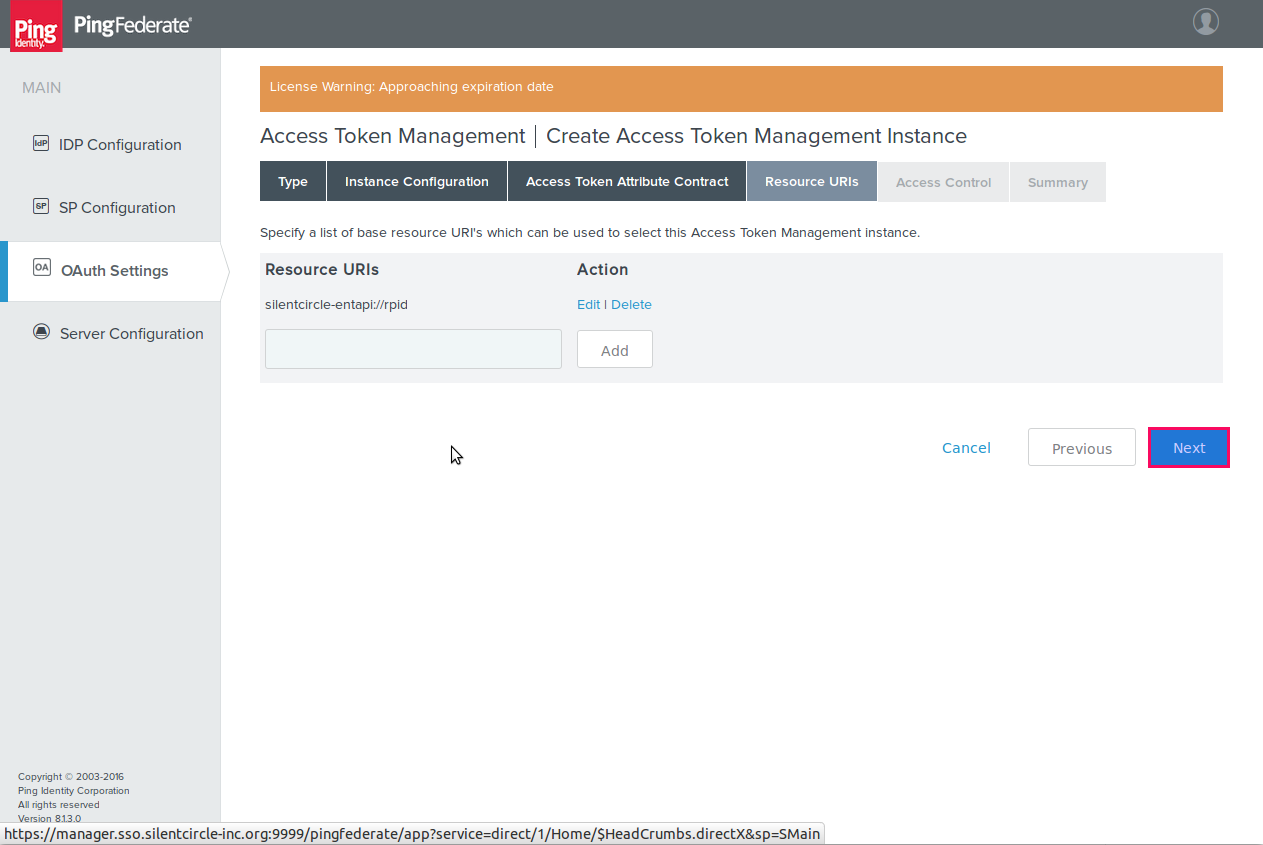 Ping
Identity.
PingFederate®
MAIN
IdP IDP Configuration
SP SP Configuration
OA OAuth Settings
Server Configuration
License Warning: Approaching expiration date
Access Token Management | Create Access Token Management Instance
Type Instance Configuration Access Token Attribute Contract Resource URIs Access Control Summary
Specify a list of base resource URI's which can be used to select this Access Token Management instance.
Resource URIs Action
silentcircle-entapi://rpid Edit | Delete
Add
Cancel Previous Next
Copyright © 2003-2016
Ping Identity Corporation
All rights reserved
Version 8.1.3.0
https://manager.sso.silentcircle-inc.org:9999/pingfederate/app?service=direct/1/Home/$HeadCrumbs.directX&sp=SMain